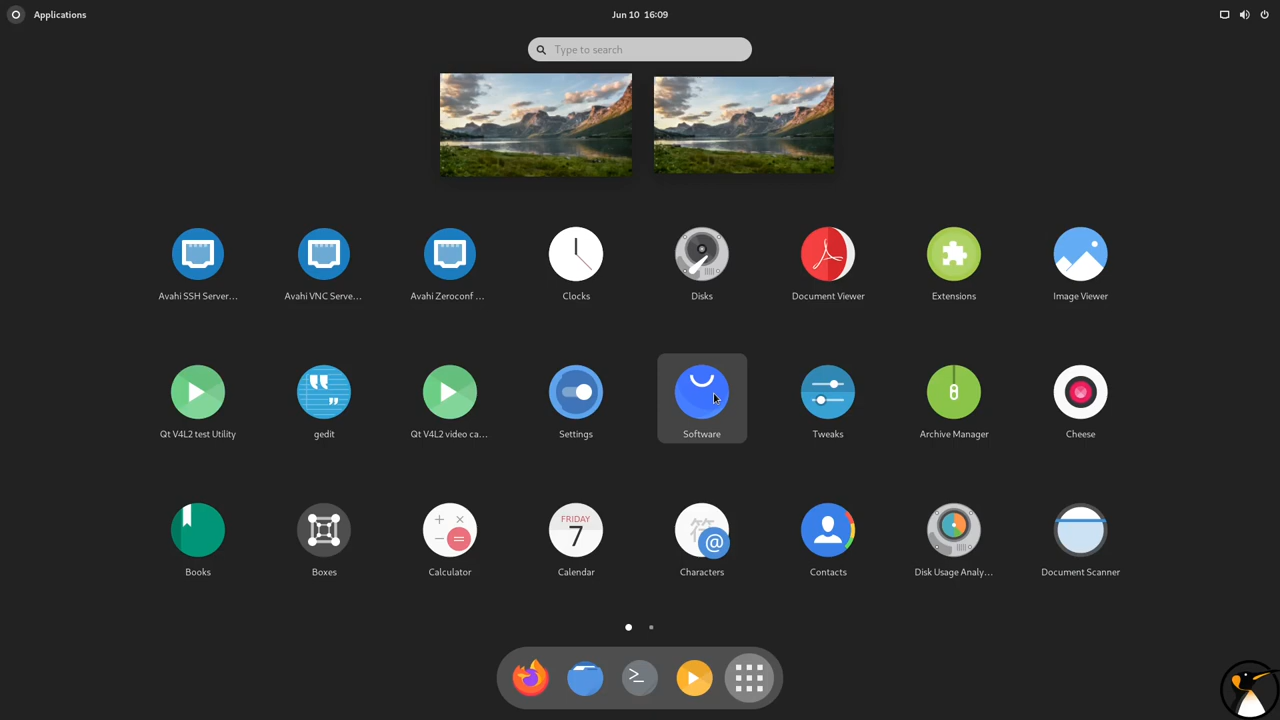 Applications
Jun 10 16:09
Type to search
Avahi SSH Server...
Avahi VNC Serve...
Avahi Zeroconf ...
Clocks
Disks
Document Viewer
Extensions
Image Viewer
Qt V4L2 test Utility
gedit
Qt V4L2 video ca...
Settings
Software
Tweaks
Archive Manager
Cheese
FRIDAY
7
符
@
Books
Boxes
Calculator
Calendar
Characters
Contacts
Disk Usage Analy...
Document Scanner